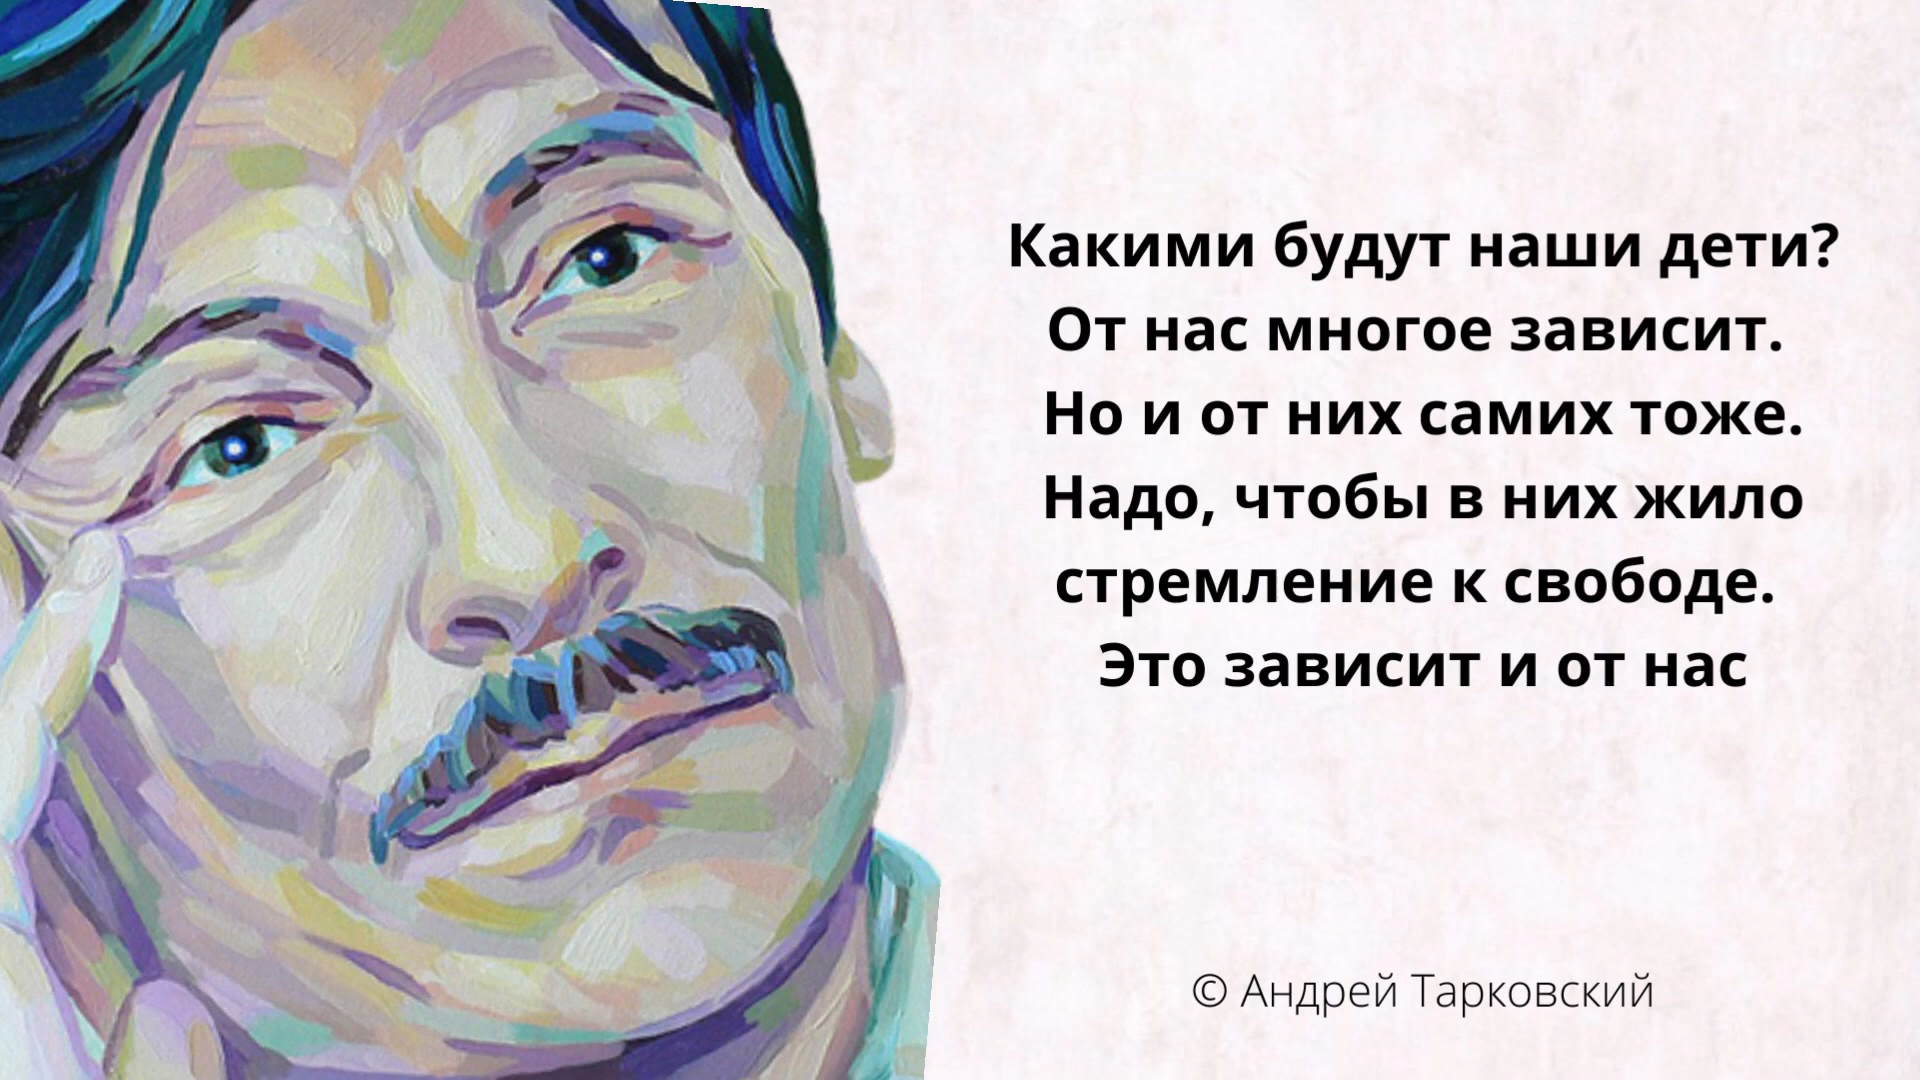 Какими будут наши дети?
От нас многое зависит.
Но и от них самих тоже.
Надо, чтобы в них жило
стремление к свободе.
Это зависит и от нас
© Андрей Тарковский